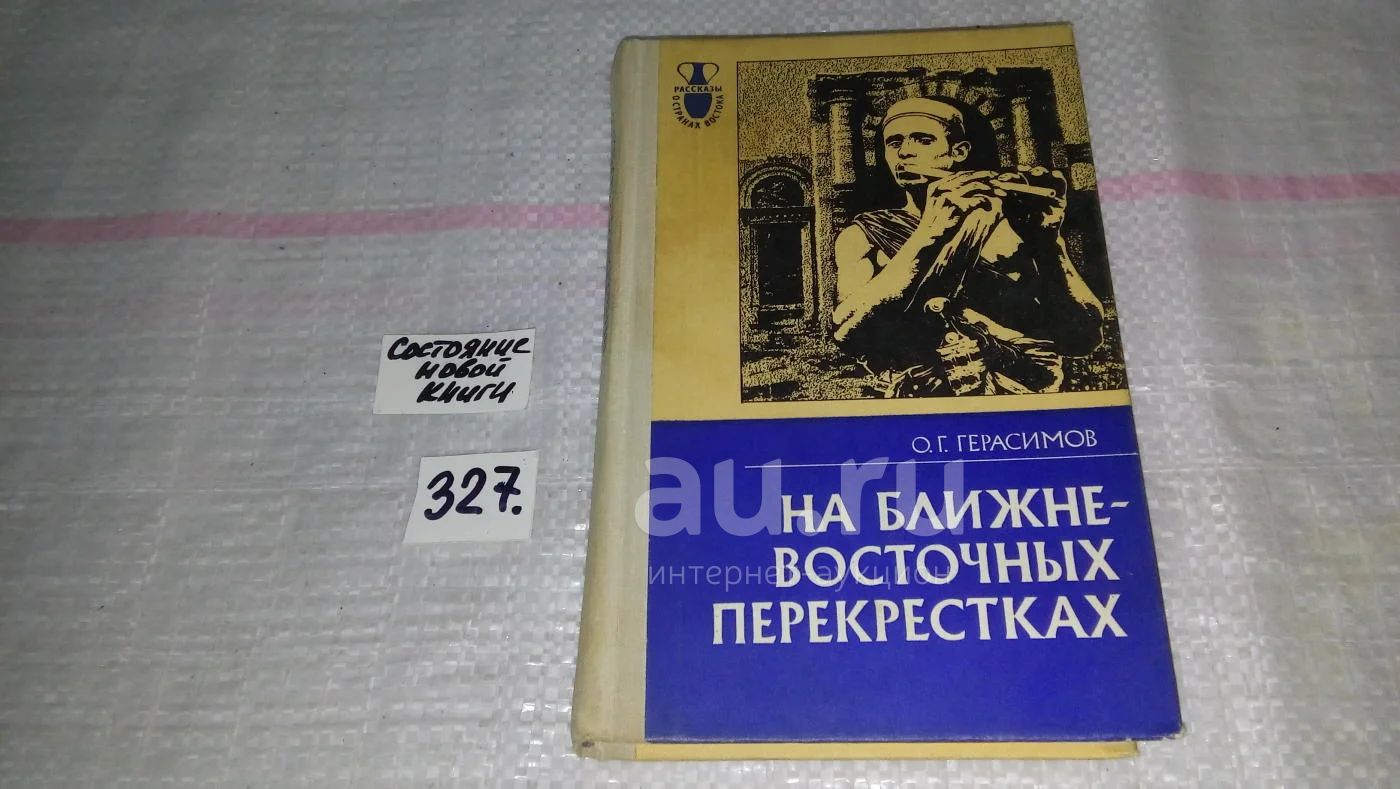 РАССКАЗЫ
О СТРАНАХ ВОСТОКА
О.Г. ГЕРАСИМОВ
НА БЛИЖНЕ-
ВОСТОЧНЫХ
ПЕРЕКРЕСТКАХ
Состояние
новой
книги
327.
au.ru
интернет-аукцион